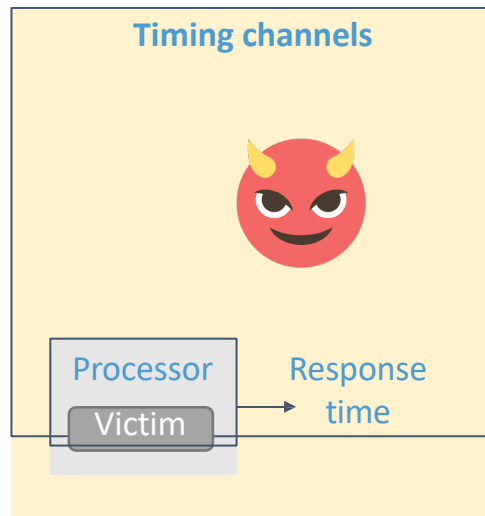 Timing channels
Processor
Response
time
Victim